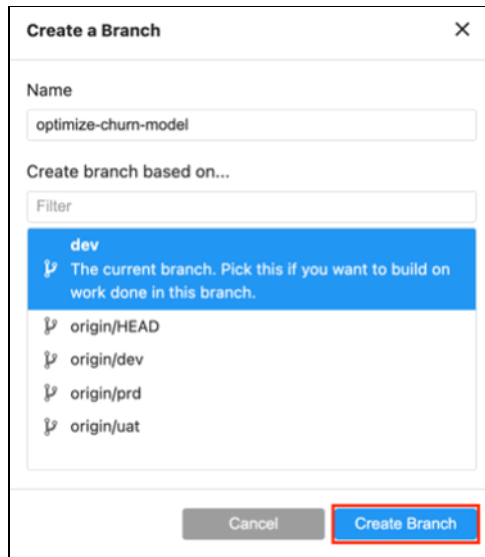 Create a Branch
Name
optimize-churn-model
Create branch based on...
Filter
dev
The current branch. Pick this if you want to build on
work done in this branch.
origin/HEAD
origin/dev
origin/prd
origin/uat
Cancel
Create Branch